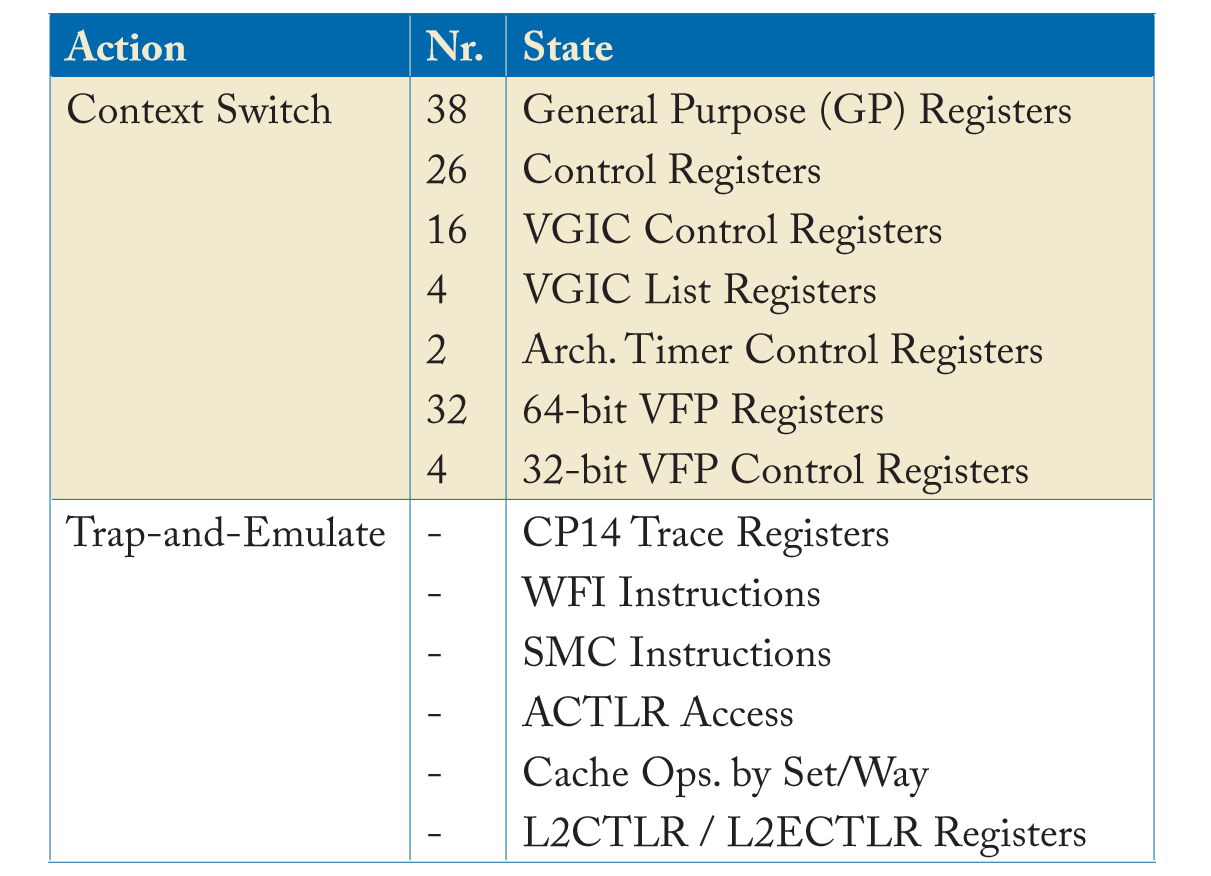 Action Nr. State
Context Switch 38 General Purpose (GP) Registers
26 Control Registers
16 VGIC Control Registers
4 VGIC List Registers
2 Arch. Timer Control Registers
32 64-bit VFP Registers
4 32-bit VFP Control Registers
Trap-and-Emulate - CP14 Trace Registers
- WFI Instructions
- SMC Instructions
- ACTLR Access
- Cache Ops. by Set/Way
- L2CTLR / L2ECTLR Registers